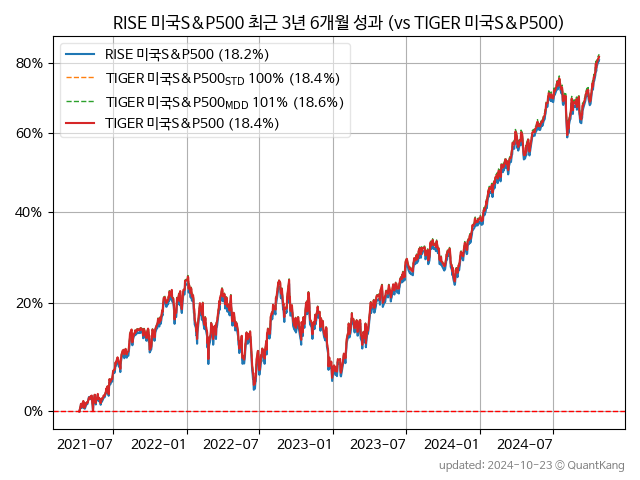 RISE 미국S&P500 최근 3년 6개월 성과 (vs TIGER 미국S&P500)
RISE 미국S&P500 (18.2%)
TIGER 미국S&P500STD 100% (18.4%)
TIGER 미국S&P500MDD 101% (18.6%)
TIGER 미국S&P500 (18.4%)
80%
60%
40%
20%
0%
2021-07 2022-01 2022-07 2023-01 2023-07 2024-01 2024-07
updated: 2024-10-23 © QuantKang